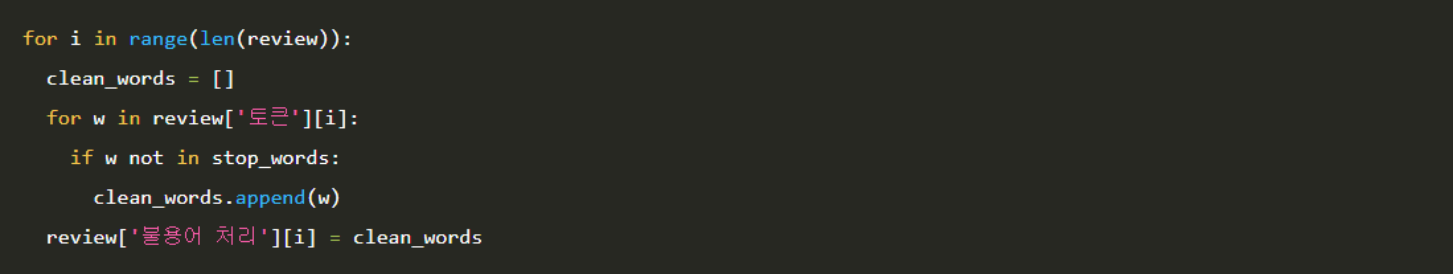 for i in range(len(review)):
  clean_words = []
  for w in review['토큰'][i]:
    if w not in stop_words:
      clean_words.append(w)
  review['불용어 처리'][i] = clean_words